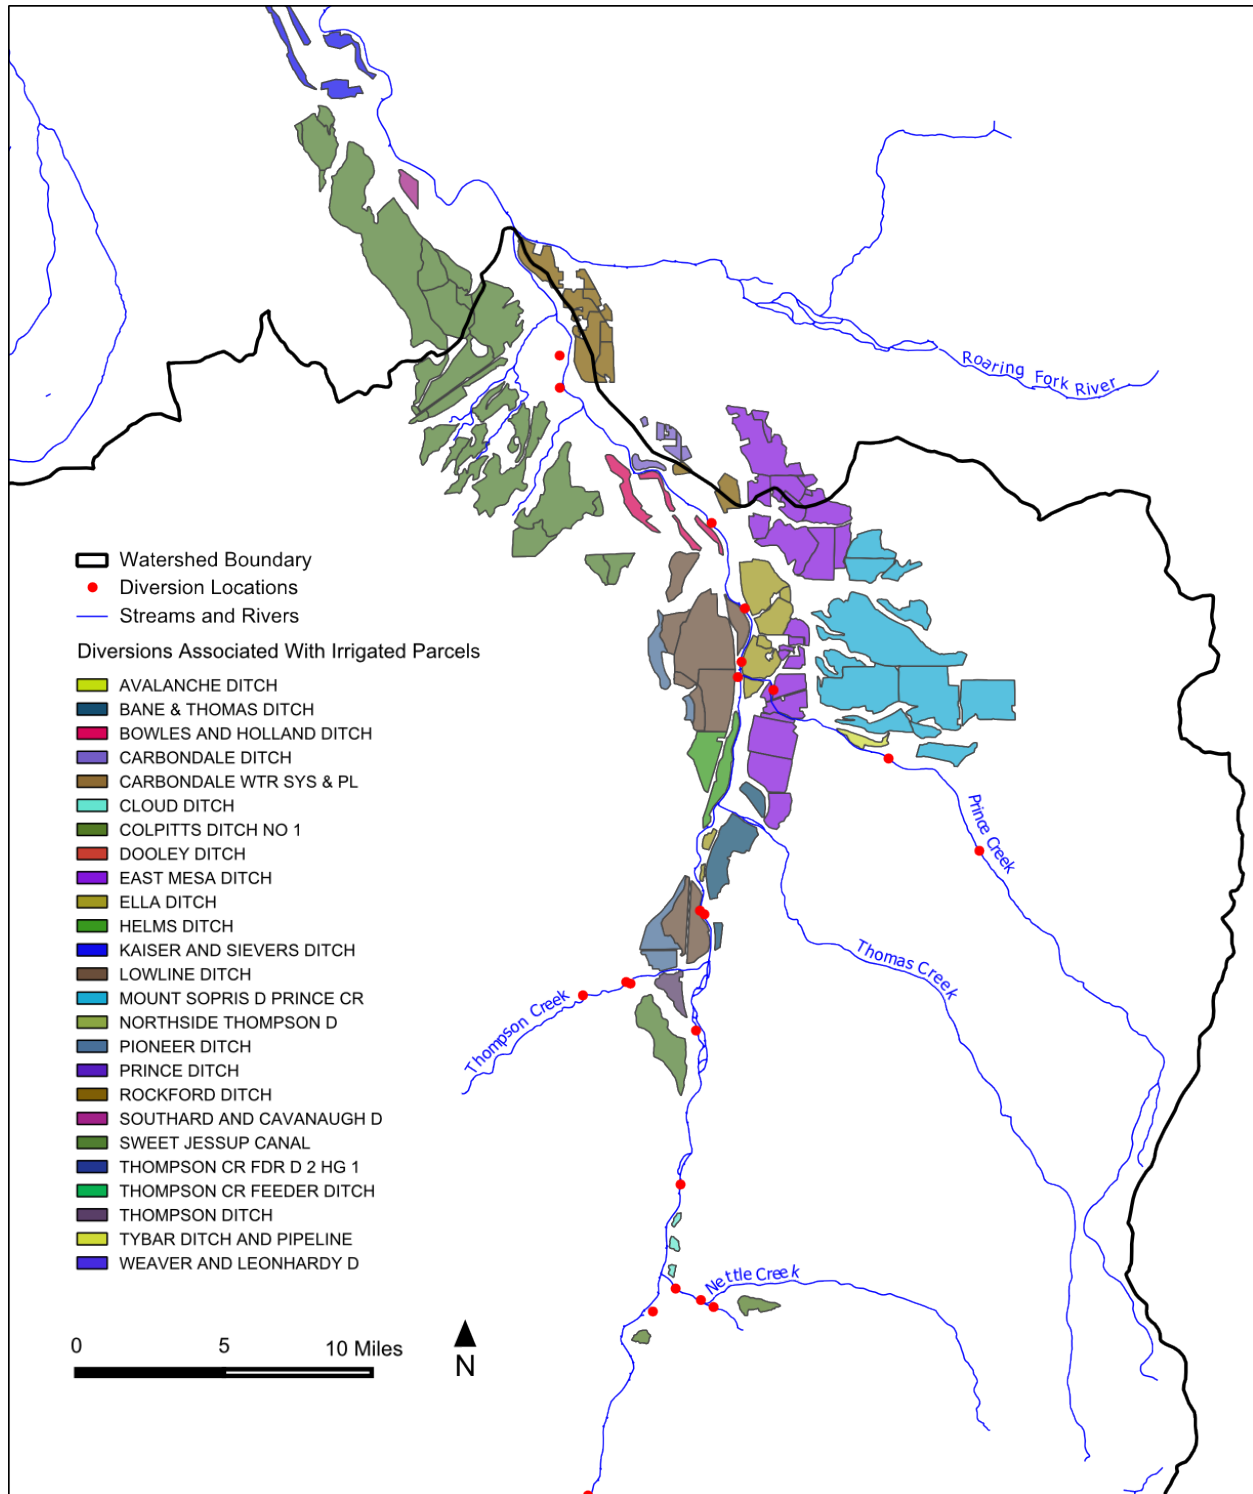 Roaring Fork River
Watershed Boundary
Diversion Locations
Streams and Rivers
Diversions Associated With Irrigated Parcels
AVALANCHE DITCH
BANE & THOMAS DITCH
BOWLES AND HOLLAND DITCH
CARBONDALE DITCH
CARBONDALE WTR SYS & PL
CLOUD DITCH
COLPITTS DITCH NO 1
DOOLEY DITCH
EAST MESA DITCH
ELLA DITCH
HELMS DITCH
KAISER AND SIEVERS DITCH
LOWLINE DITCH
MOUNT SOPRIS D PRINCE CR
NORTHSIDE THOMPSON D
PIONEER DITCH
PRINCE DITCH
ROCKFORD DITCH
SOUTHARD AND CAVANAUGH D
SWEET JESSUP CANAL
THOMPSON CR FDR D 2 HG 1
THOMPSON CR FEEDER DITCH
THOMPSON DITCH
TYBAR DITCH AND PIPELINE
WEAVER AND LEONHARDY D
Prince Creek
Thomas Creek
Thompson Creek
Nettle Creek
0 5 10 Miles
N